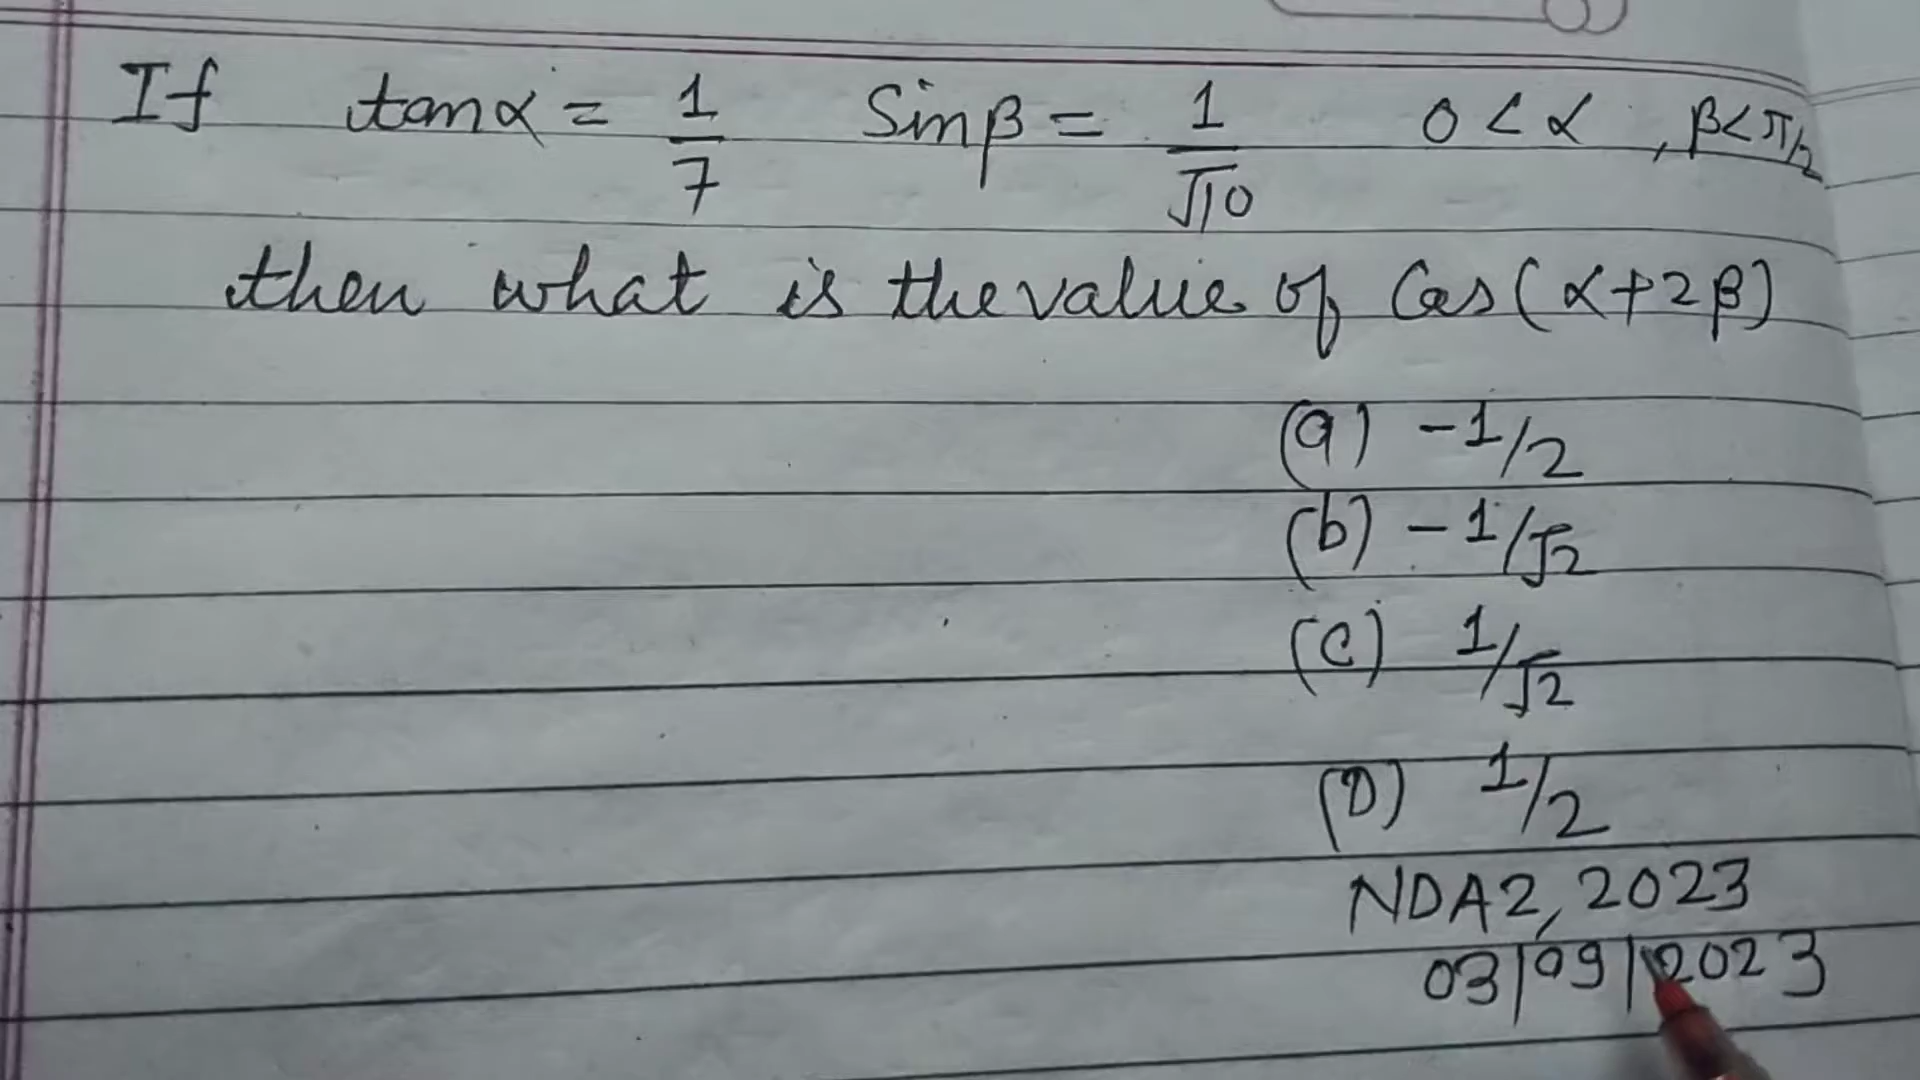 If tanα = 1/7 Sinβ = 1/√10 0 < α , β < π/2
then what is the value of Cos(α+2β)
(a) -1/2
(b) -1/√2
(c) 1/√2
(D) 1/2
NDA2, 2023
03|09|2023